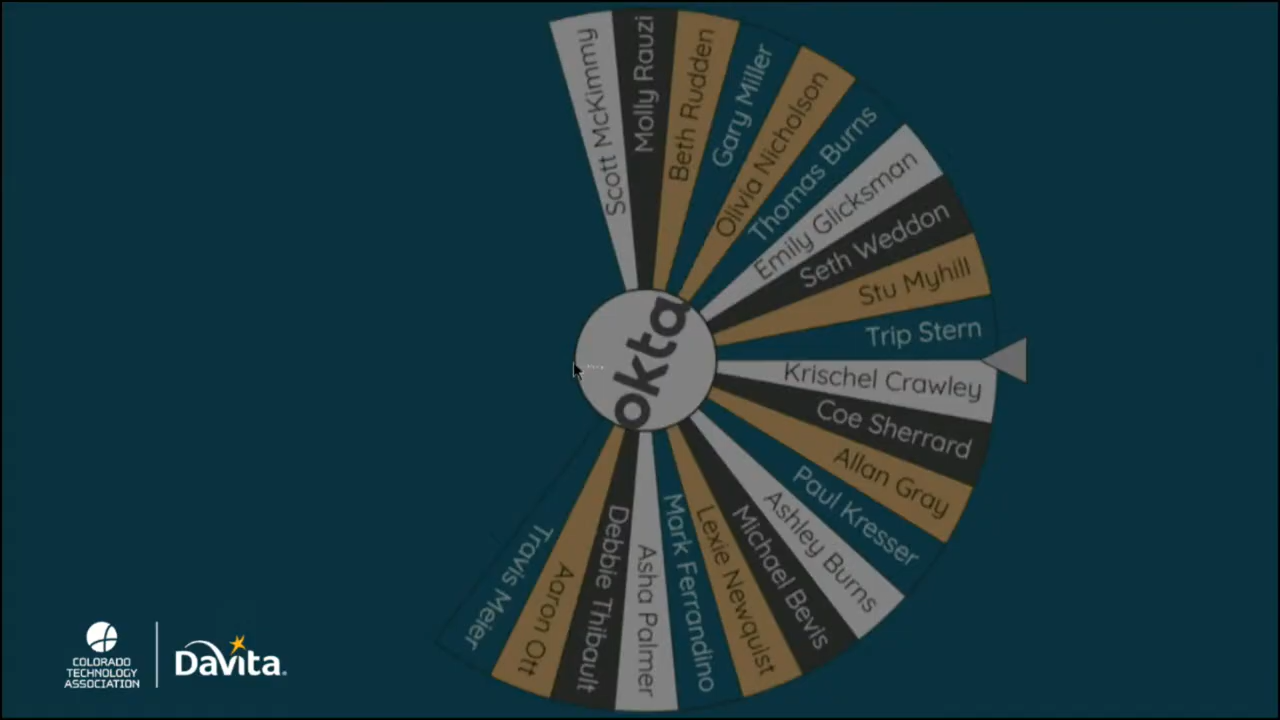 Scott McKimmy
Molly Rauzi
Beth Rudden
Gary Miller
Olivia Nicholson
Thomas Burns
Emily Glicksman
Seth Weddon
Stu Myhill
Trip Stern
Krischel Crawley
Coe Sherrard
Allan Gray
Paul Kresser
Ashley Burns
Michael Bevis
Lexie Newquist
Mark Ferrandino
Asha Palmer
Debbie Thibault
Aaron Ott
Travis Meier
okta
COLORADO
TECHNOLOGY
ASSOCIATION
DaVita.